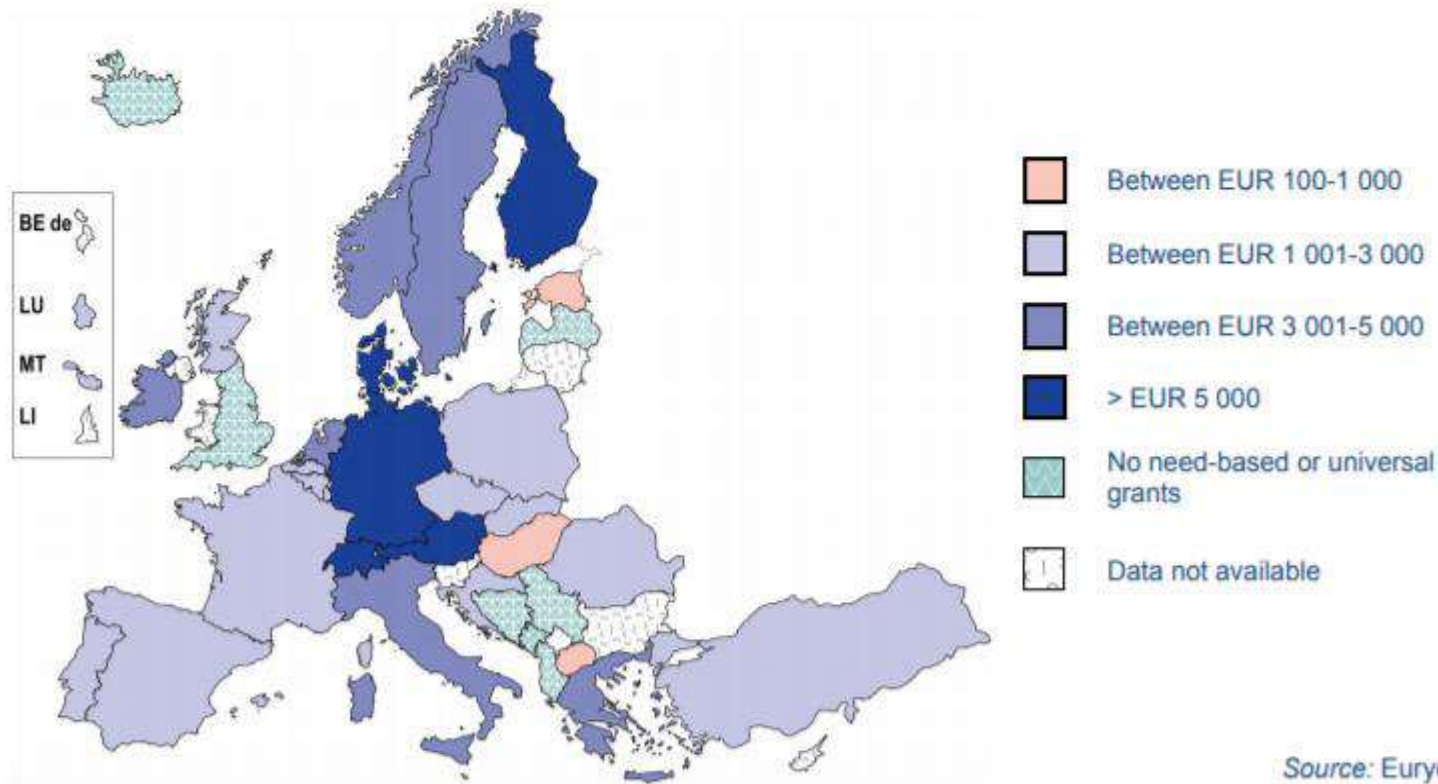 BE de
LU
MT
LI
Between EUR 100-1 000
Between EUR 1 001-3 000
Between EUR 3 001-5 000
> EUR 5 000
No need-based or universal
grants
Data not available
Source: Eury